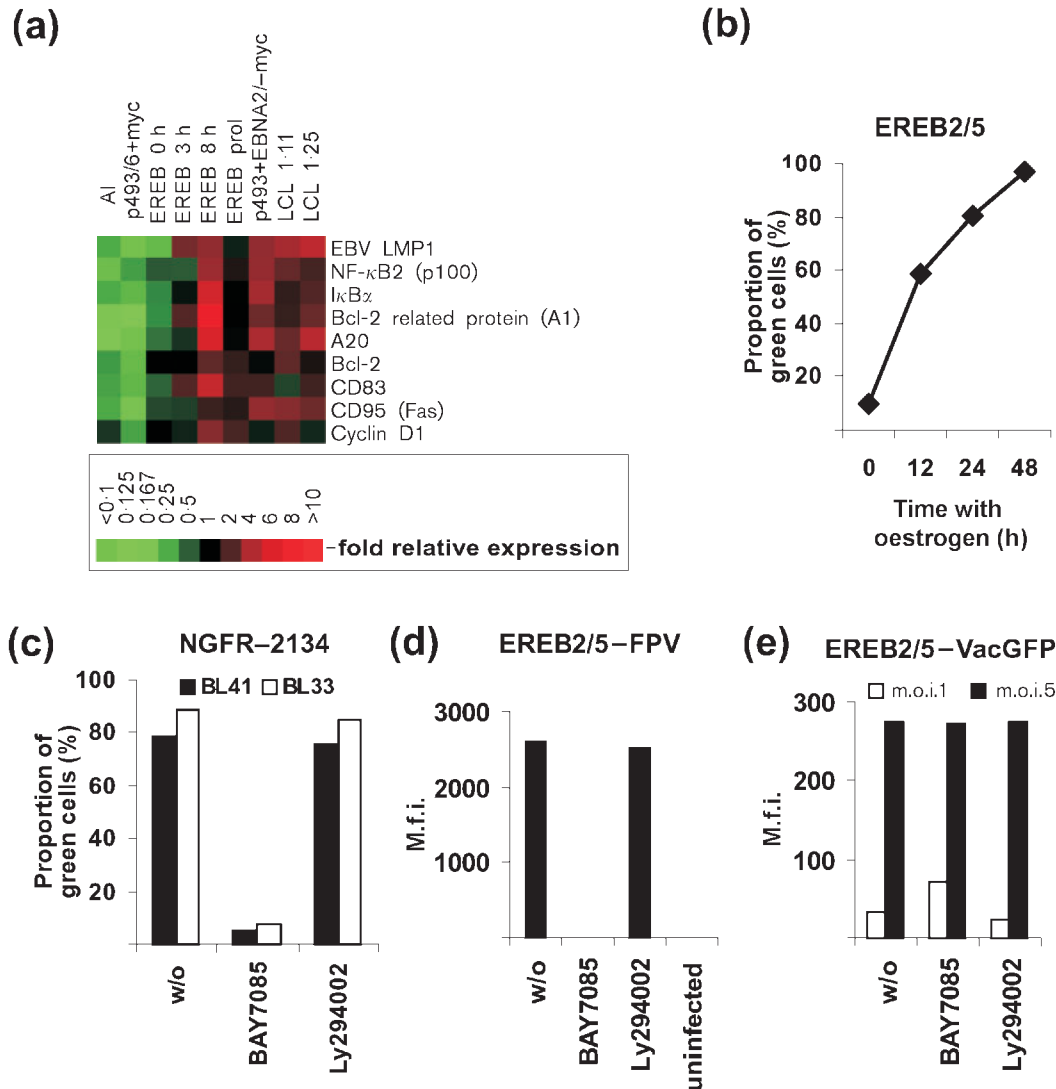 (a)
AI
p493/6+myc
EREB 0 h
EREB 3 h
EREB 8 h
EREB prol
p493+EBNA2/−myc
LCL 1·11
LCL 1·25
EBV LMP1
NF-κB2 (p100)
IκBα
Bcl-2 related protein (A1)
A20
Bcl-2
CD83
CD95 (Fas)
Cyclin D1
<0·1
0·125
0·167
0·25
0·5
1
2
4
6
8
>10
-fold relative expression
(b)
EREB2/5
Proportion of
green cells (%)
100
80
60
40
20
0 12 24 48
Time with
oestrogen (h)
(c)
NGFR–2134
BL41 BL33
Proportion of
green cells (%)
100
80
60
40
20
w/o
BAY7085
Ly294002
(d)
EREB2/5–FPV
M.f.i.
3000
2000
1000
w/o
BAY7085
Ly294002
uninfected
(e)
EREB2/5–VacGFP
m.o.i.1 m.o.i.5
M.f.i.
300
200
100
0
w/o
BAY7085
Ly294002